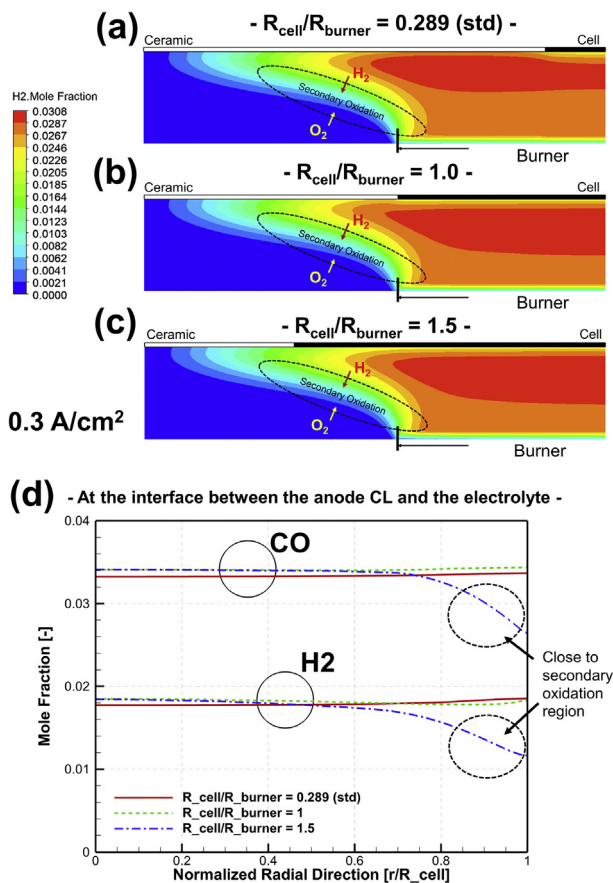 (a)
- R_cell/R_burner = 0.289 (std) -
Ceramic
Cell
H2.Mole Fraction
0.0308
0.0287
0.0267
0.0246
0.0226
0.0205
0.0185
0.0164
0.0144
0.0123
0.0103
0.0082
0.0062
0.0041
0.0021
0.0000
H2
Secondary Oxidation
O2
Burner
(b)
- R_cell/R_burner = 1.0 -
Ceramic
Cell
H2
Secondary Oxidation
O2
Burner
(c)
- R_cell/R_burner = 1.5 -
Ceramic
Cell
H2
Secondary Oxidation
O2
Burner
0.3 A/cm²
(d)
- At the interface between the anode CL and the electrolyte -
0.04
0.03
0.02
0.01
0
Mole Fraction [-]
CO
H2
Close to
secondary
oxidation
region
R_cell/R_burner = 0.289 (std)
R_cell/R_burner = 1
R_cell/R_burner = 1.5
0
0.2
0.4
0.6
0.8
1
Normalized Radial Direction [r/R_cell]